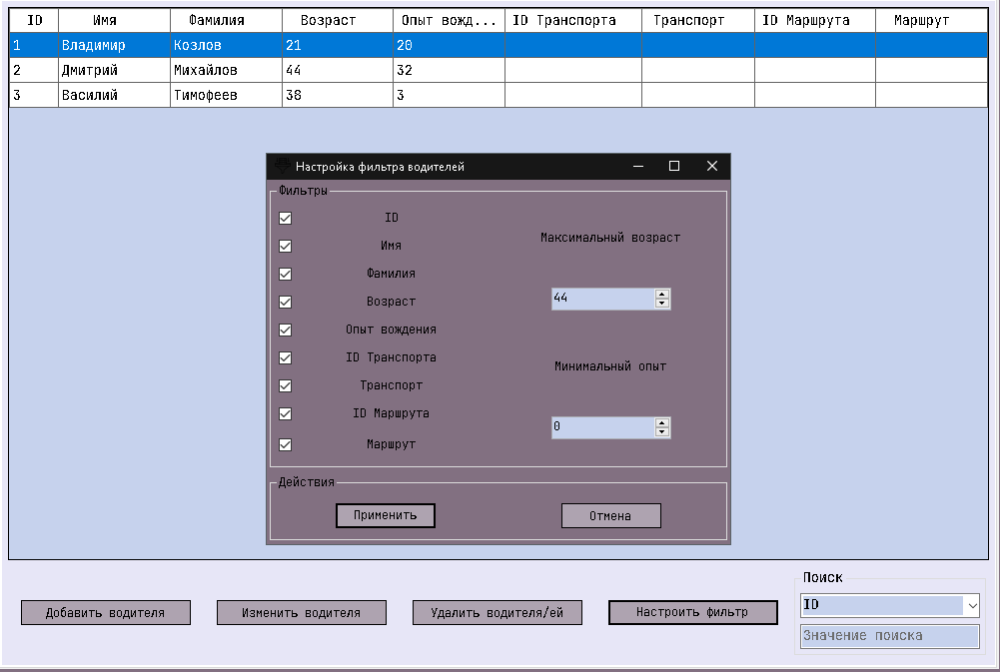 ID Имя Фамилия Возраст Опыт вожд... ID Транспорта Транспорт ID Маршрута Маршрут
1 Владимир Козлов 21 20
2 Дмитрий Михайлов 44 32
3 Василий Тимофеев 38 3
Настройка фильтра водителей
Фильтры
ID
Имя
Фамилия
Возраст
Опыт вождения
ID Транспорта
Транспорт
ID Маршрута
Маршрут
Максимальный возраст
44
Минимальный опыт
0
Действия
Применить Отмена
Добавить водителя Изменить водителя Удалить водителя/ей Настроить фильтр
Поиск
ID
Значение поиска